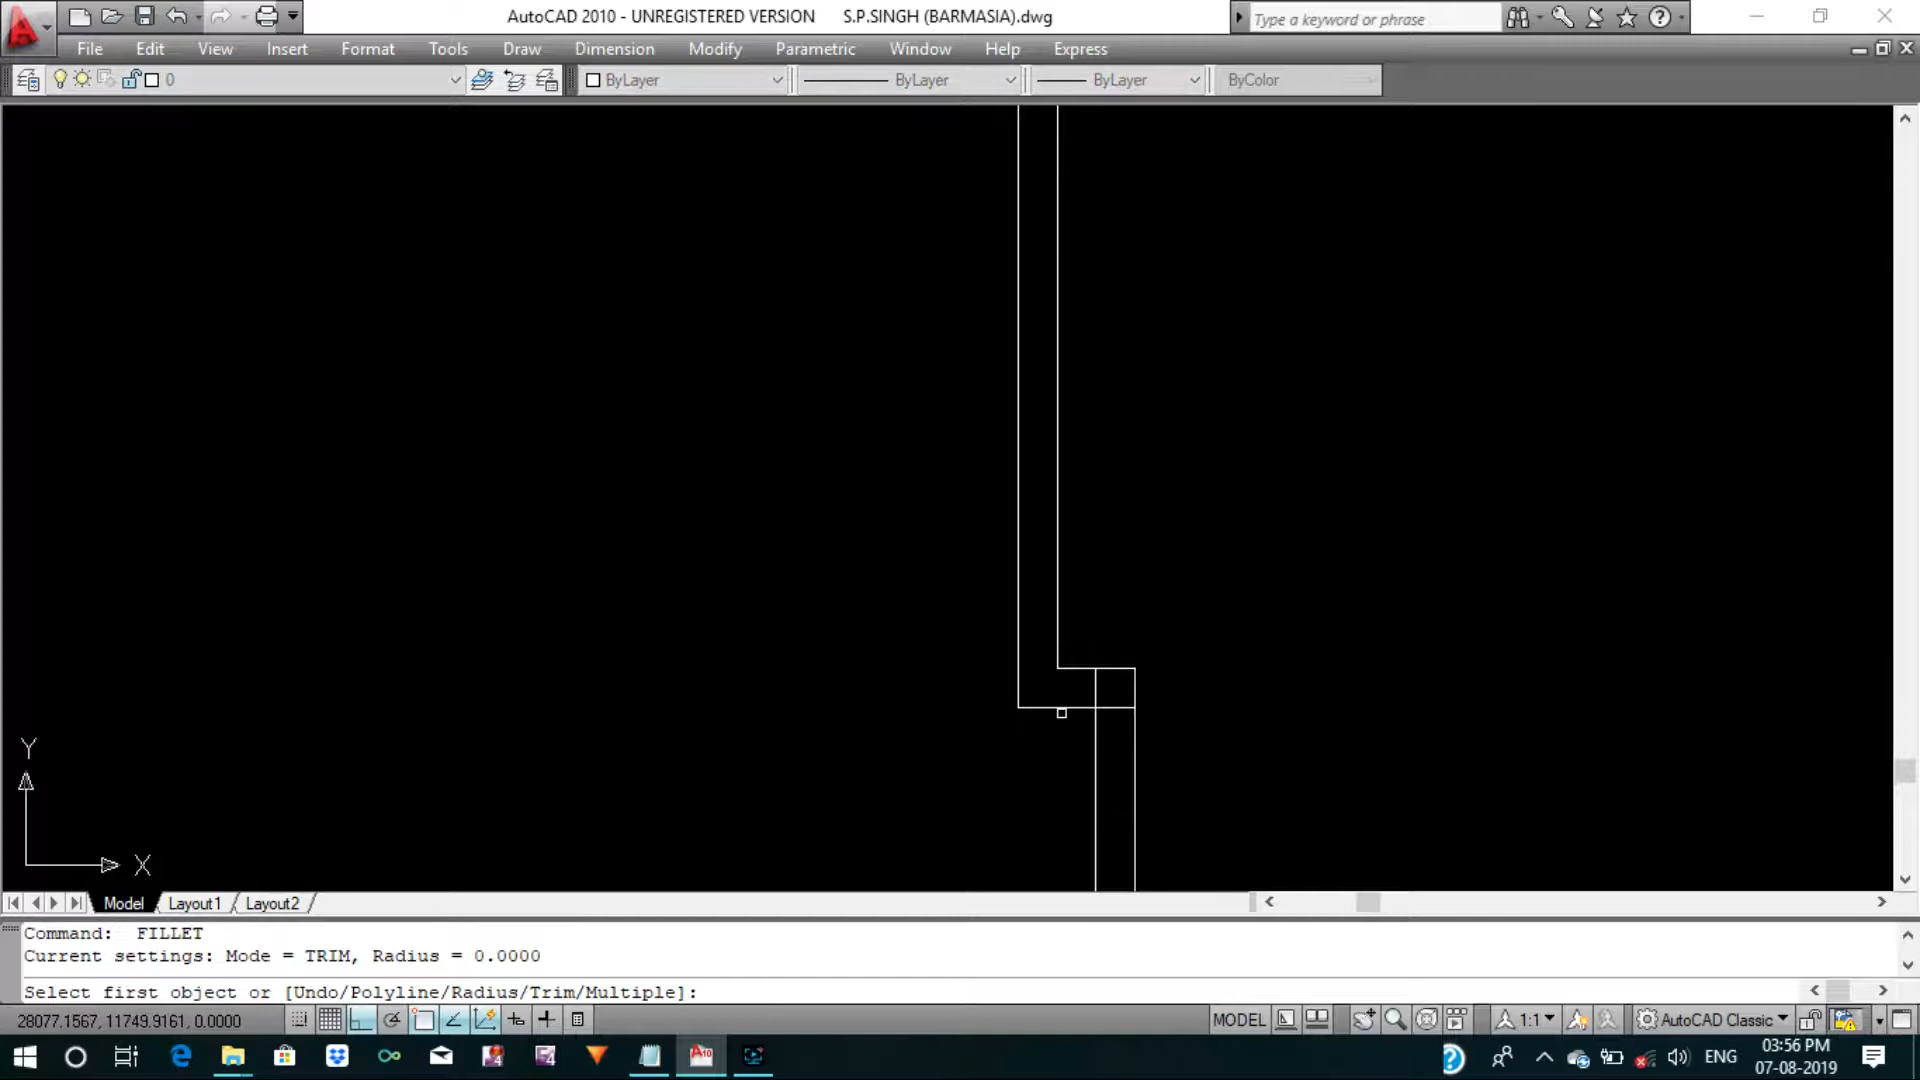 AutoCAD 2010 - UNREGISTERED VERSION S.P.SINGH (BARMASIA).dwg
Type a keyword or phrase
File Edit View Insert Format Tools Draw Dimension Modify Parametric Window Help Express
0 ByLayer ByLayer ByLayer ByColor
Y
X
Model Layout1 Layout2
Command: FILLET
Current settings: Mode = TRIM, Radius = 0.0000
Select first object or [Undo/Polyline/Radius/Trim/Multiple]:
28077.1567, 11749.9161, 0.0000 MODEL 1:1 AutoCAD Classic
ENG 03:56 PM
07-08-2019